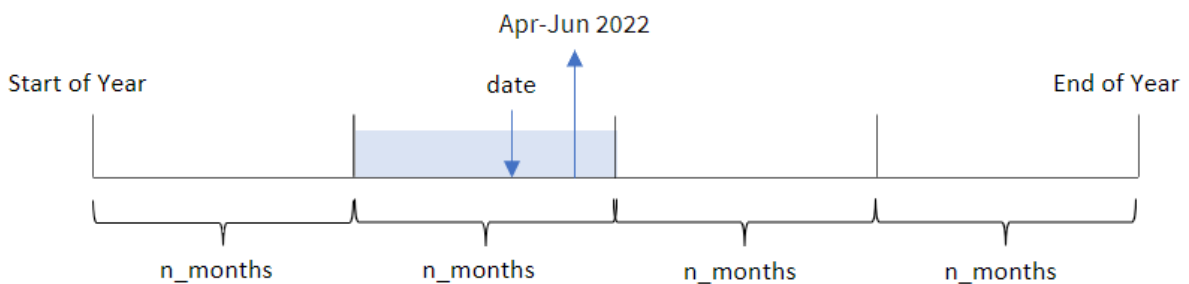 Apr-Jun 2022
Start of Year
date
End of Year
n_months
n_months
n_months
n_months